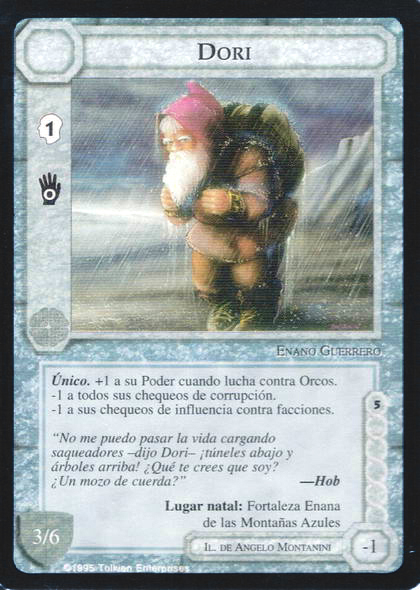 DORI
1
ENANO GUERRERO
Único. +1 a su Poder cuando lucha contra Orcos.
-1 a todos sus chequeos de corrupción.
-1 a sus chequeos de influencia contra facciones.
5
“No me puedo pasar la vida cargando
saqueadores –dijo Dori– ¡túneles abajo y
árboles arriba! ¿Qué te crees que soy?
¿Un mozo de cuerda?” —Hob
Lugar natal: Fortaleza Enana
de las Montañas Azules
3/6
IL. DE ANGELO MONTANINI
-1
©1995 Tolkien Enterprises